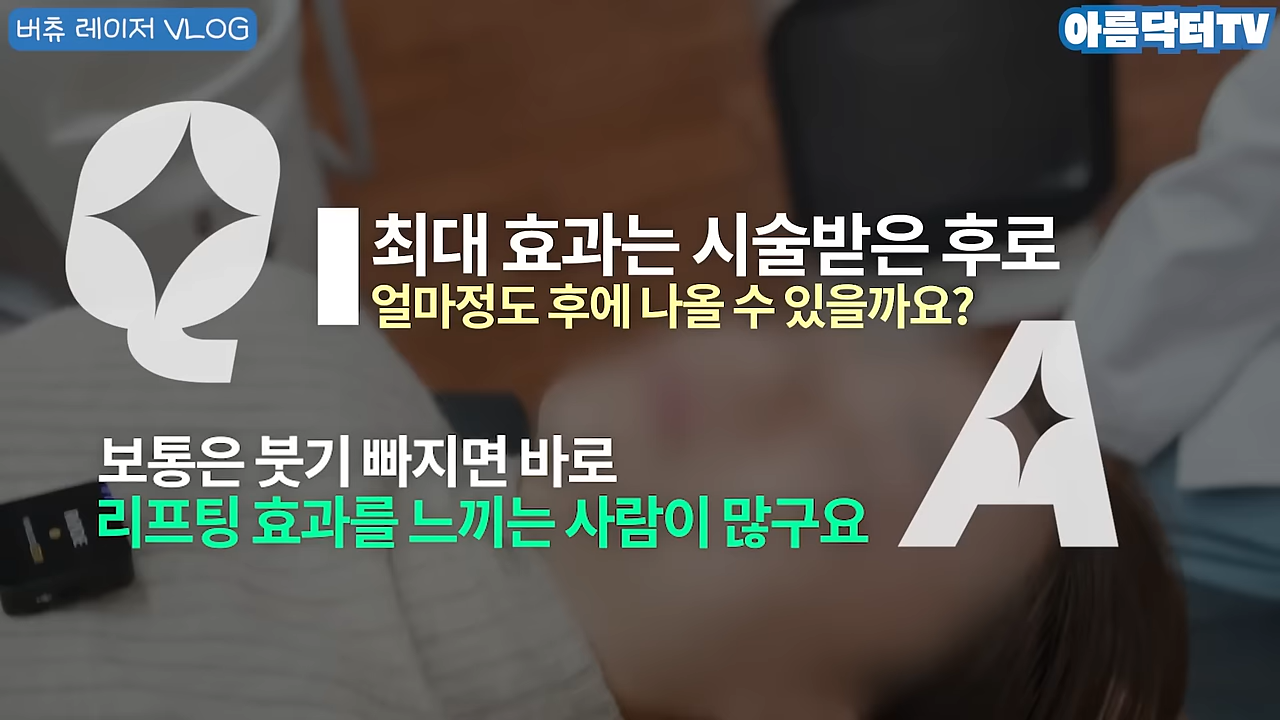 버츄 레이저 VLOG
아름닥터TV
Q
최대 효과는 시술받은 후로
얼마정도 후에 나올 수 있을까요?
A
보통은 붓기 빠지면 바로
리프팅 효과를 느끼는 사람이 많구요